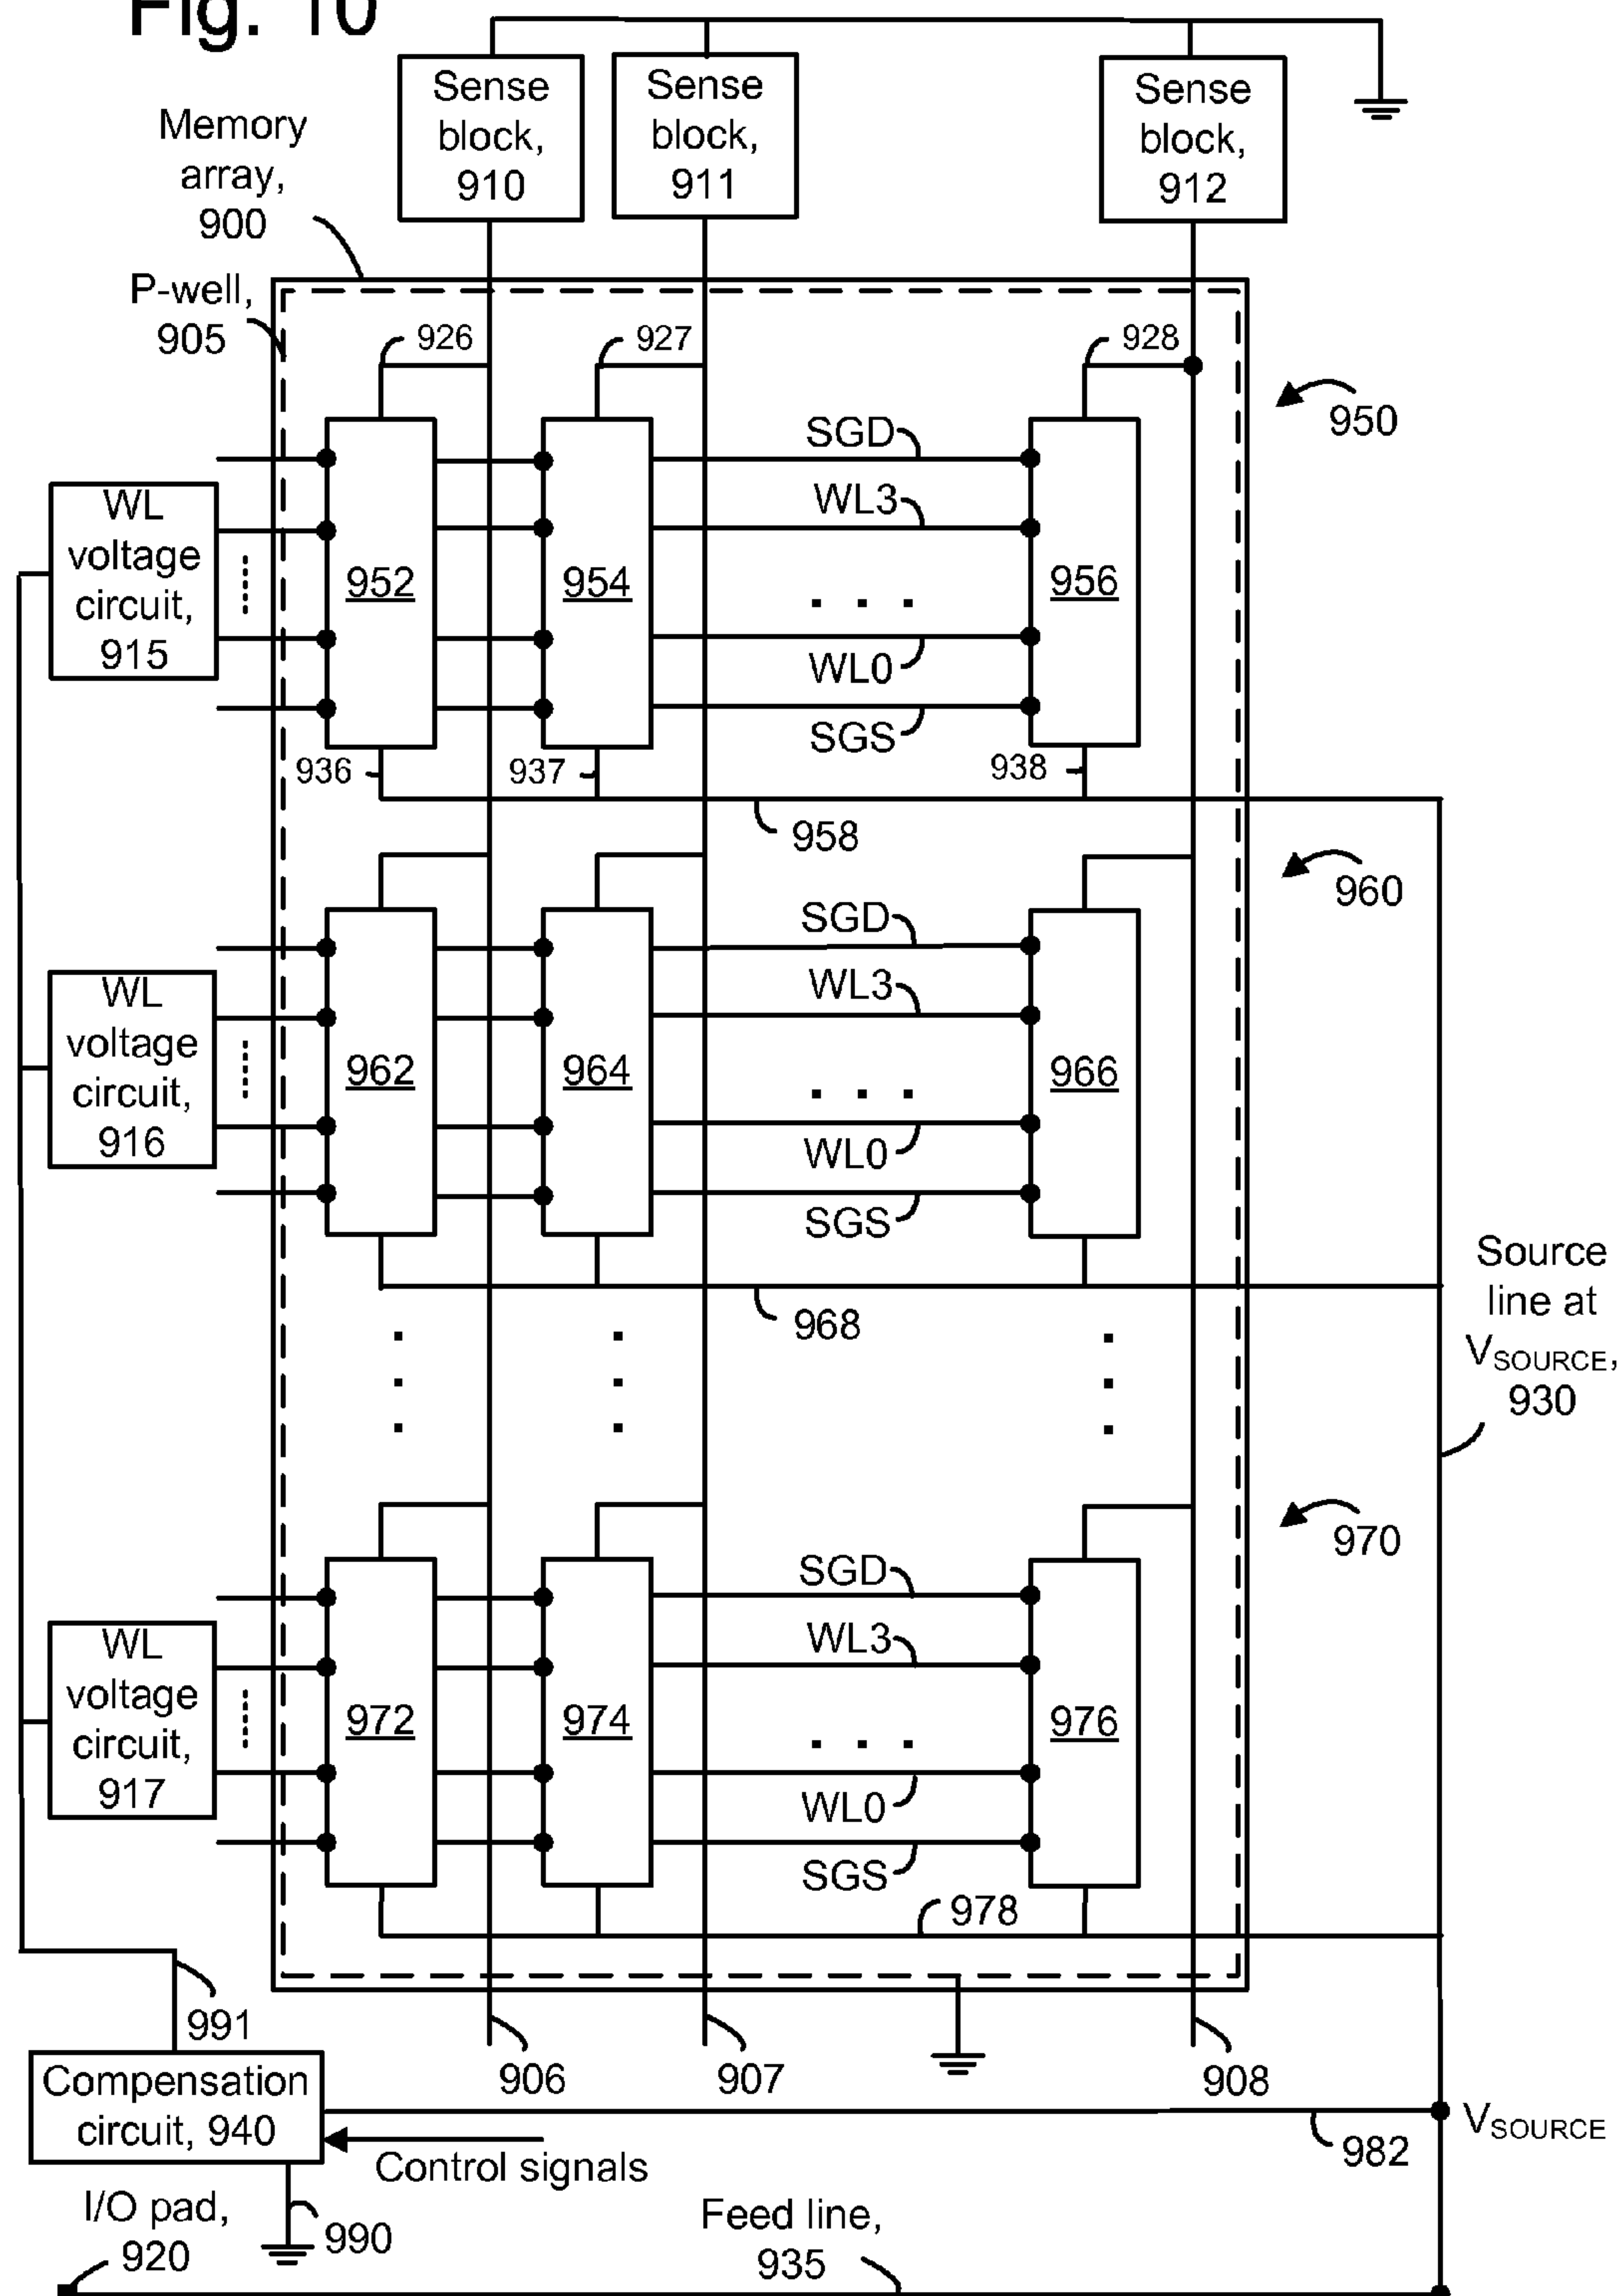 Fig. 10
Sense
block,
910
Sense
block,
911
Sense
block,
912
Memory
array,
900
P-well,
905
926
927
928
950
SGD
WL3
WL
voltage
circuit,
915
952
954
. . .
956
WL0
SGS
936
937
938
958
960
SGD
WL3
WL
voltage
circuit,
916
962
964
. . .
966
WL0
SGS
968
Source
line at
VSOURCE,
930
970
SGD
WL3
WL
voltage
circuit,
917
972
974
. . .
976
WL0
SGS
978
991
906
907
908
Compensation
circuit, 940
VSOURCE
982
Control signals
I/O pad,
920
990
Feed line,
935